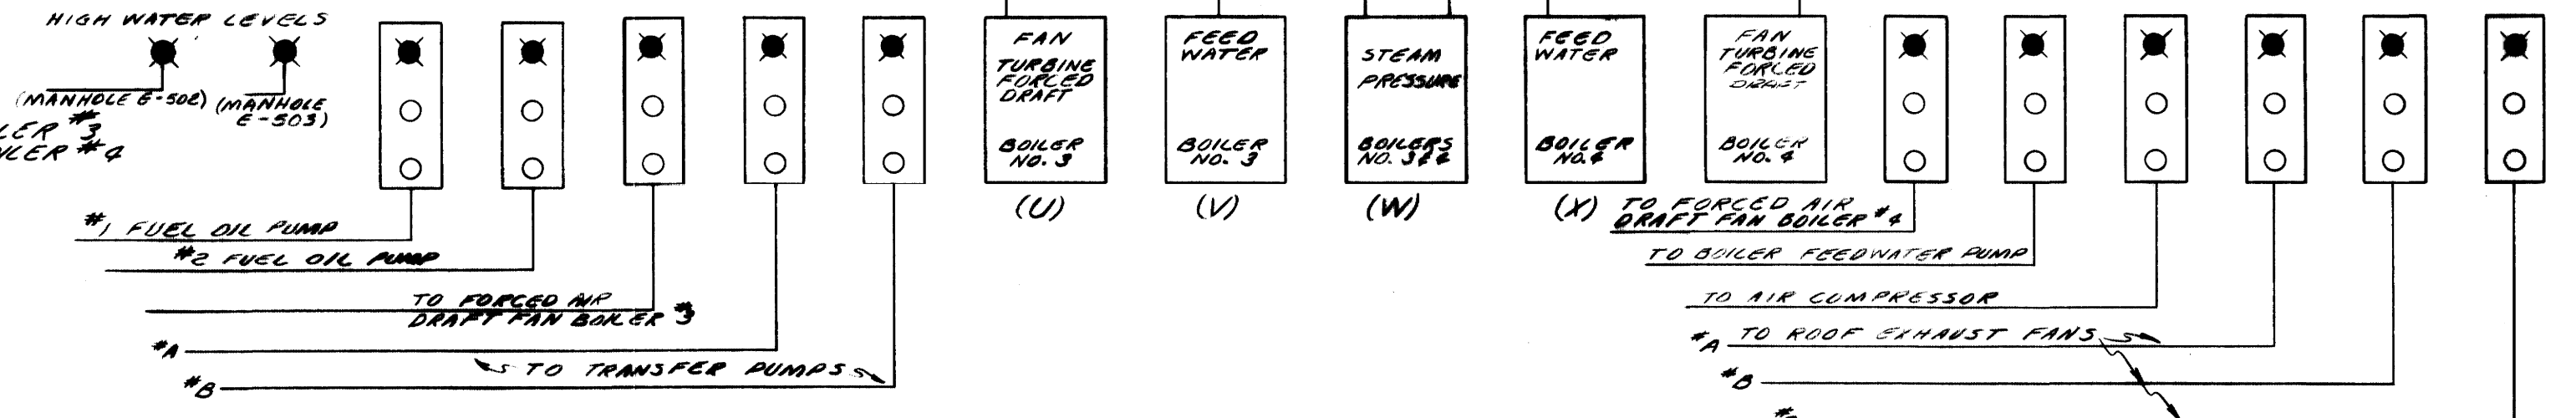 HIGH WATER LEVELS
(MANHOLE E-502)
(MANHOLE
E-503)
#3
#4
#1 FUEL OIL PUMP
#2 FUEL OIL PUMP
TO FORCED AIR
DRAFT FAN BOILER #3
#A
TO TRANSFER PUMPS
#B
FAN
TURBINE
FORCED
DRAFT
BOILER
NO. 3
(U)
FEED
WATER
BOILER
NO. 3
(V)
STEAM
PRESSURE
BOILERS
NO. 3&4
(W)
FEED
WATER
BOILER
NO. 4
(X)
FAN
TURBINE
FORCED
DRAFT
BOILER
NO. 4
TO FORCED AIR
DRAFT FAN BOILER #4
TO BOILER FEEDWATER PUMP
TO AIR COMPRESSOR
#A TO ROOF EXHAUST FANS
#B